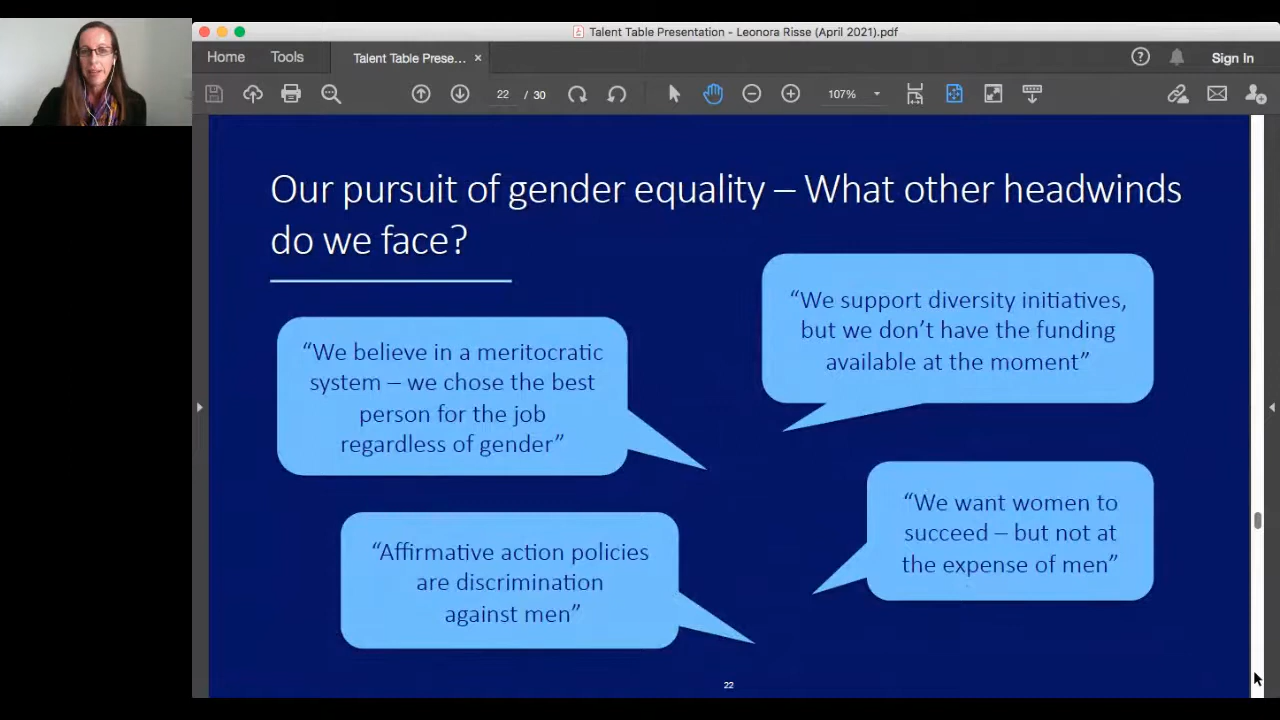 Talent Table Presentation - Leonora Risse (April 2021).pdf
Home Tools Talent Table Prese... × Sign In
22 / 30 107%
Our pursuit of gender equality – What other headwinds
do we face?
“We believe in a meritocratic
system – we chose the best
person for the job
regardless of gender”
“We support diversity initiatives,
but we don’t have the funding
available at the moment”
“Affirmative action policies
are discrimination
against men”
“We want women to
succeed – but not at
the expense of men”
22